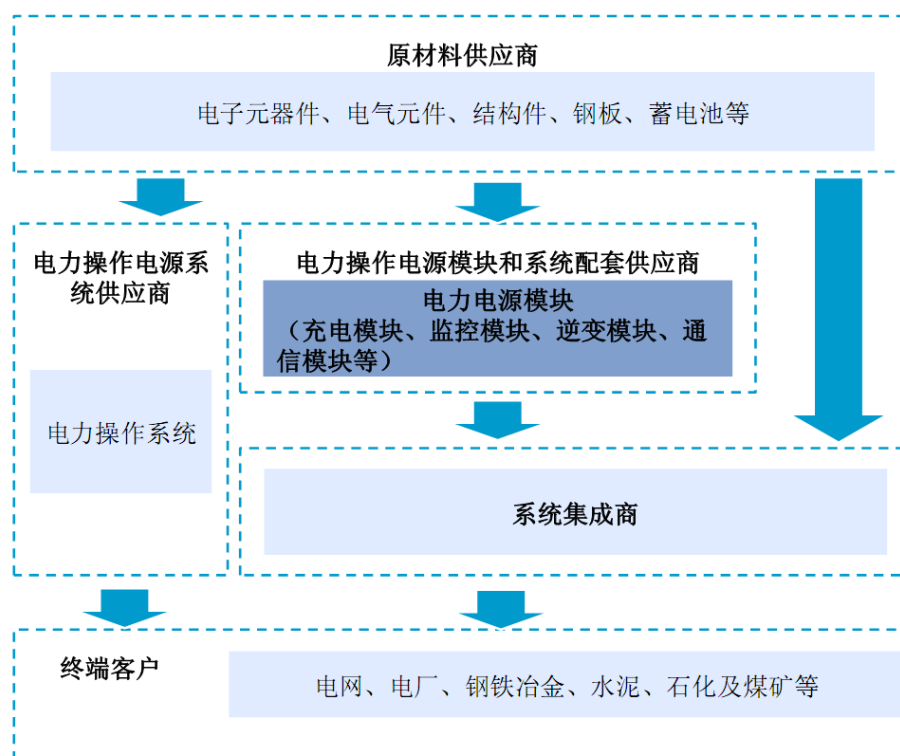 原材料供应商
电子元器件、电气元件、结构件、钢板、蓄电池等
电力操作电源系
统供应商
电力操作系统
电力操作电源模块和系统配套供应商
电力电源模块
（充电模块、监控模块、逆变模块、通
信模块等）
系统集成商
终端客户
电网、电厂、钢铁冶金、水泥、石化及煤矿等